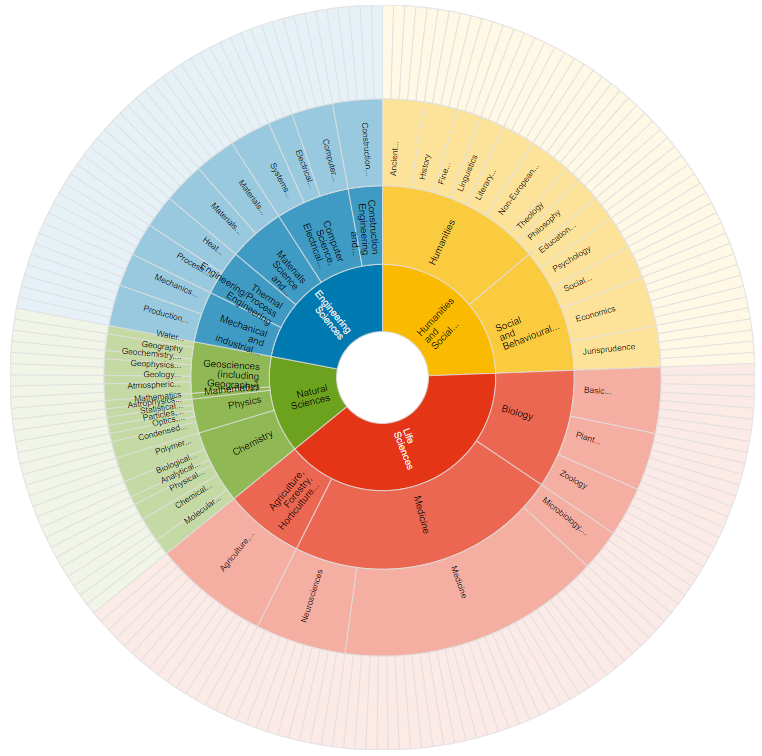 Humanities
and
Social...
Humanities
Ancient...
History
Fine...
Linguistics
Literary...
Non-European...
Theology
Philosophy
Social
and
Behavioural...
Education...
Psychology
Social...
Economics
Jurisprudence
Life
Sciences
Biology
Basic...
Plant...
Zoology
Medicine
Microbiology,...
Medicine
Neurosciences
Agriculture,
Forestry,
Horticulture...
Agriculture,...
Natural
Sciences
Chemistry
Molecular...
Chemical...
Physical...
Analytical...
Biological...
Polymer...
Physics
Condensed...
Optics,...
Particles,...
Statistical...
Astrophysics...
Mathematics
Mathematics
Geosciences
(including
Geography)
Atmospheric...
Geology...
Geophysics...
Geochemistry,...
Geography
Water...
Engineering
Sciences
Mechanical
and
industrial...
Production...
Mechanics...
Thermal
Engineering/Process
Engineering
Process...
Heat...
Materials
Science
and...
Materials...
Materials...
Computer
Science,
Electrical...
Systems...
Electrical...
Computer...
Construction
Engineering
and...
Construction...